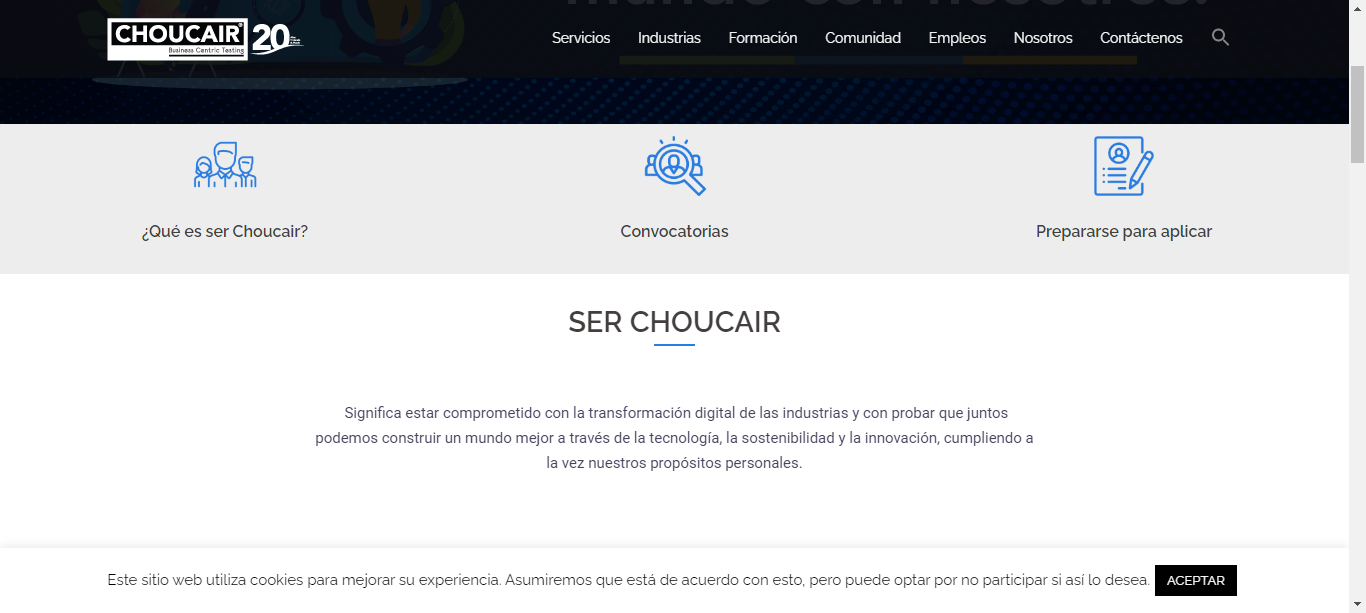 mundo con nosotros.
CHOUCAIR
Business Centric Testing
20
Servicios Industrias Formación Comunidad Empleos Nosotros Contáctenos
¿Qué es ser Choucair? Convocatorias Prepararse para aplicar
SER CHOUCAIR
Significa estar comprometido con la transformación digital de las industrias y con probar que juntos
podemos construir un mundo mejor a través de la tecnología, la sostenibilidad y la innovación, cumpliendo a
la vez nuestros propósitos personales.
Este sitio web utiliza cookies para mejorar su experiencia. Asumiremos que está de acuerdo con esto, pero puede optar por no participar si así lo desea. ACEPTAR